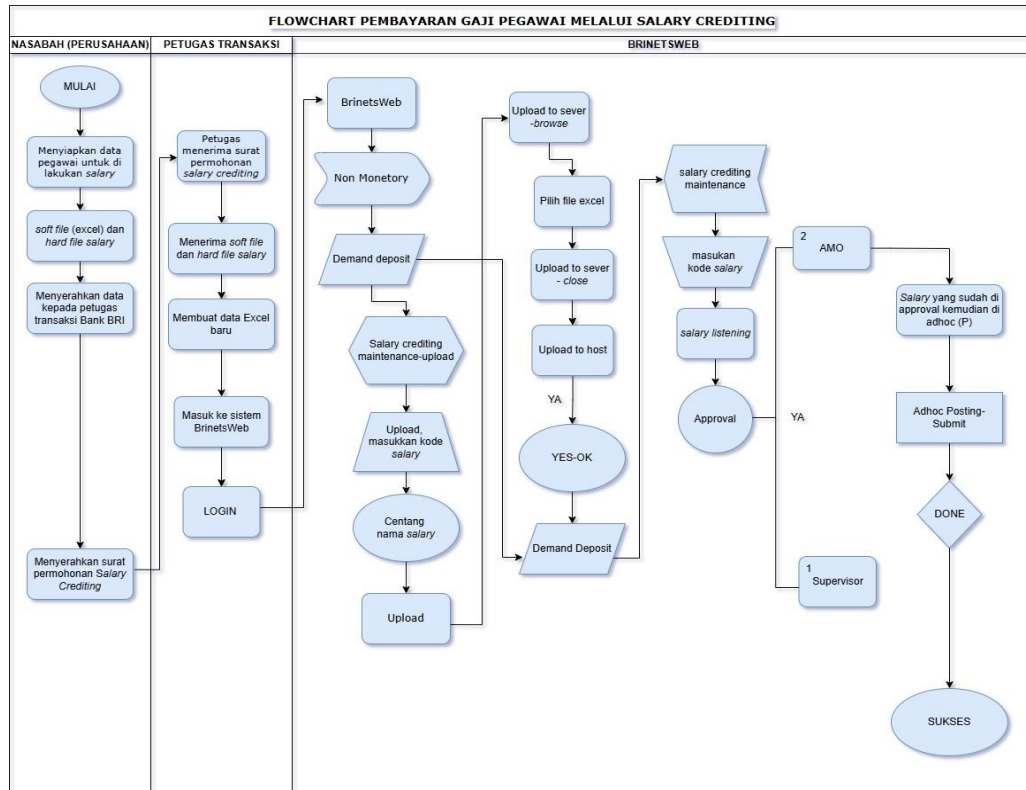 FLOWCHART PEMBAYARAN GAJI PEGAWAI MELALUI SALARY CREDITING
NASABAH (PERUSAHAAN)
PETUGAS TRANSAKSI
BRINETSWEB
MULAI
Menyiapkan data
pegawai untuk di
lakukan salary
soft file (excel) dan
hard file salary
Menyerahkan data
kepada petugas
transaksi Bank BRI
Menyerahkan surat
permohonan Salary
Crediting
Petugas
menerima surat
permohonan
salary crediting
Menerima soft file
dan hard file salary
Membuat data Excel
baru
Masuk ke sistem
BrinetsWeb
LOGIN
BrinetsWeb
Non Monetory
Demand deposit
Salary crediting
maintenance-upload
Upload,
masukkan kode
salary
Centang
nama salary
Upload
Upload to sever
-browse
Pilih file excel
Upload to sever
- close
Upload to host
YA
YES-OK
Demand Deposit
salary crediting
maintenance
masukan
kode salary
salary listening
Approval
YA
2
AMO
1
Supervisor
Salary yang sudah di
approval kemudian di
adhoc (P)
Adhoc Posting-
Submit
DONE
SUKSES